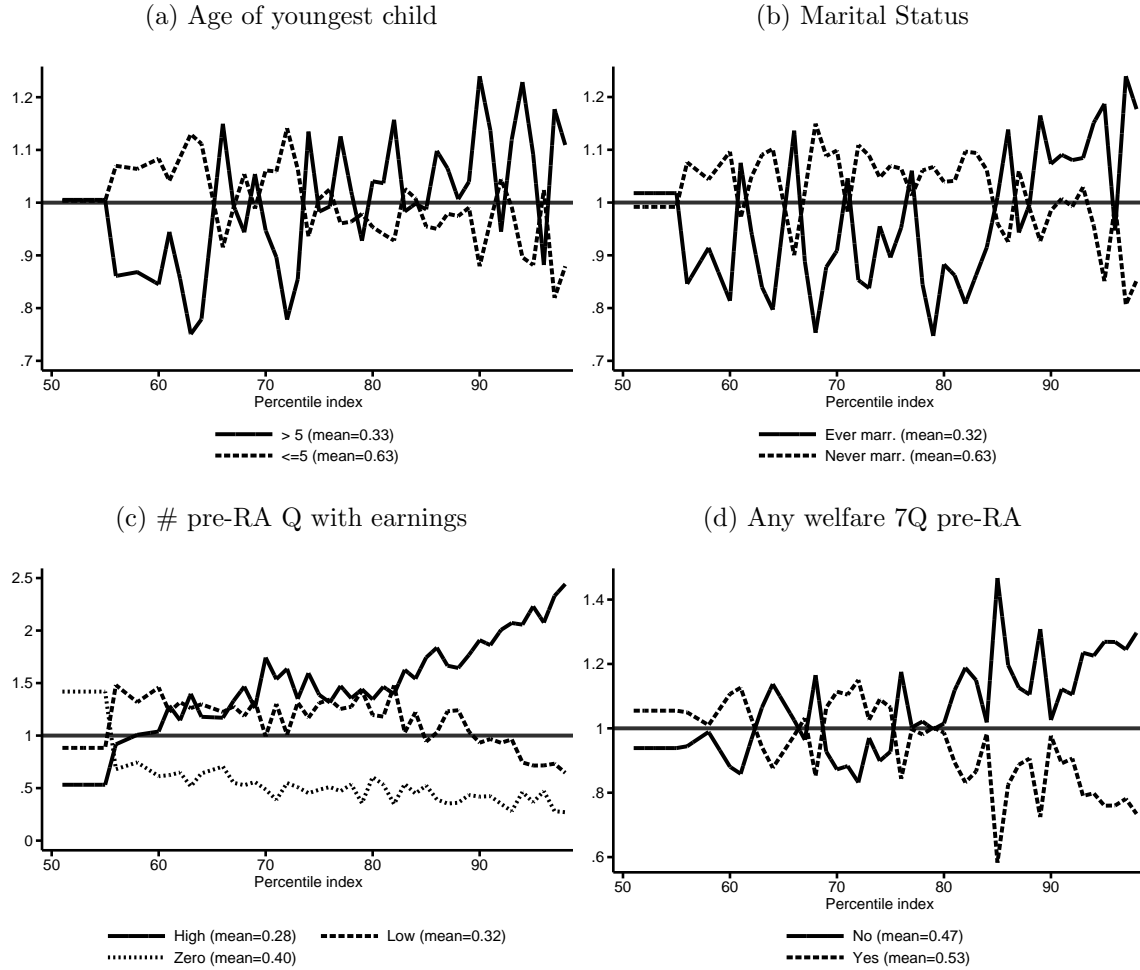 (a) Age of youngest child
(b) Marital Status
1.2
1.1
1
.9
.8
.7
50 60 70 80 90
Percentile index
> 5 (mean=0.33)
<=5 (mean=0.63)
1.2
1.1
1
.9
.8
.7
50 60 70 80 90
Percentile index
Ever marr. (mean=0.32)
Never marr. (mean=0.63)
(c) # pre-RA Q with earnings
(d) Any welfare 7Q pre-RA
2.5
2
1.5
1
.5
0
50 60 70 80 90
Percentile index
High (mean=0.28) Low (mean=0.32)
Zero (mean=0.40)
1.4
1.2
1
.8
.6
50 60 70 80 90
Percentile index
No (mean=0.47)
Yes (mean=0.53)